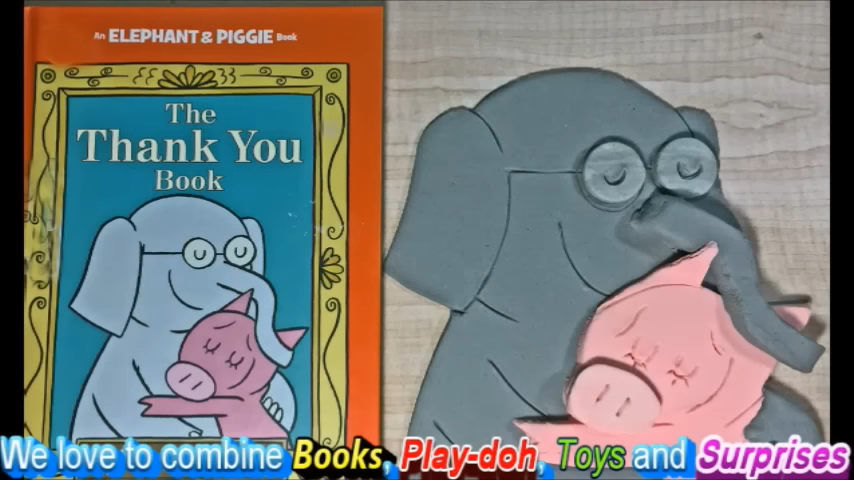 An ELEPHANT & PIGGIE Book
The
Thank You
Book
We love to combine Books, Play-doh, Toys and Surprises